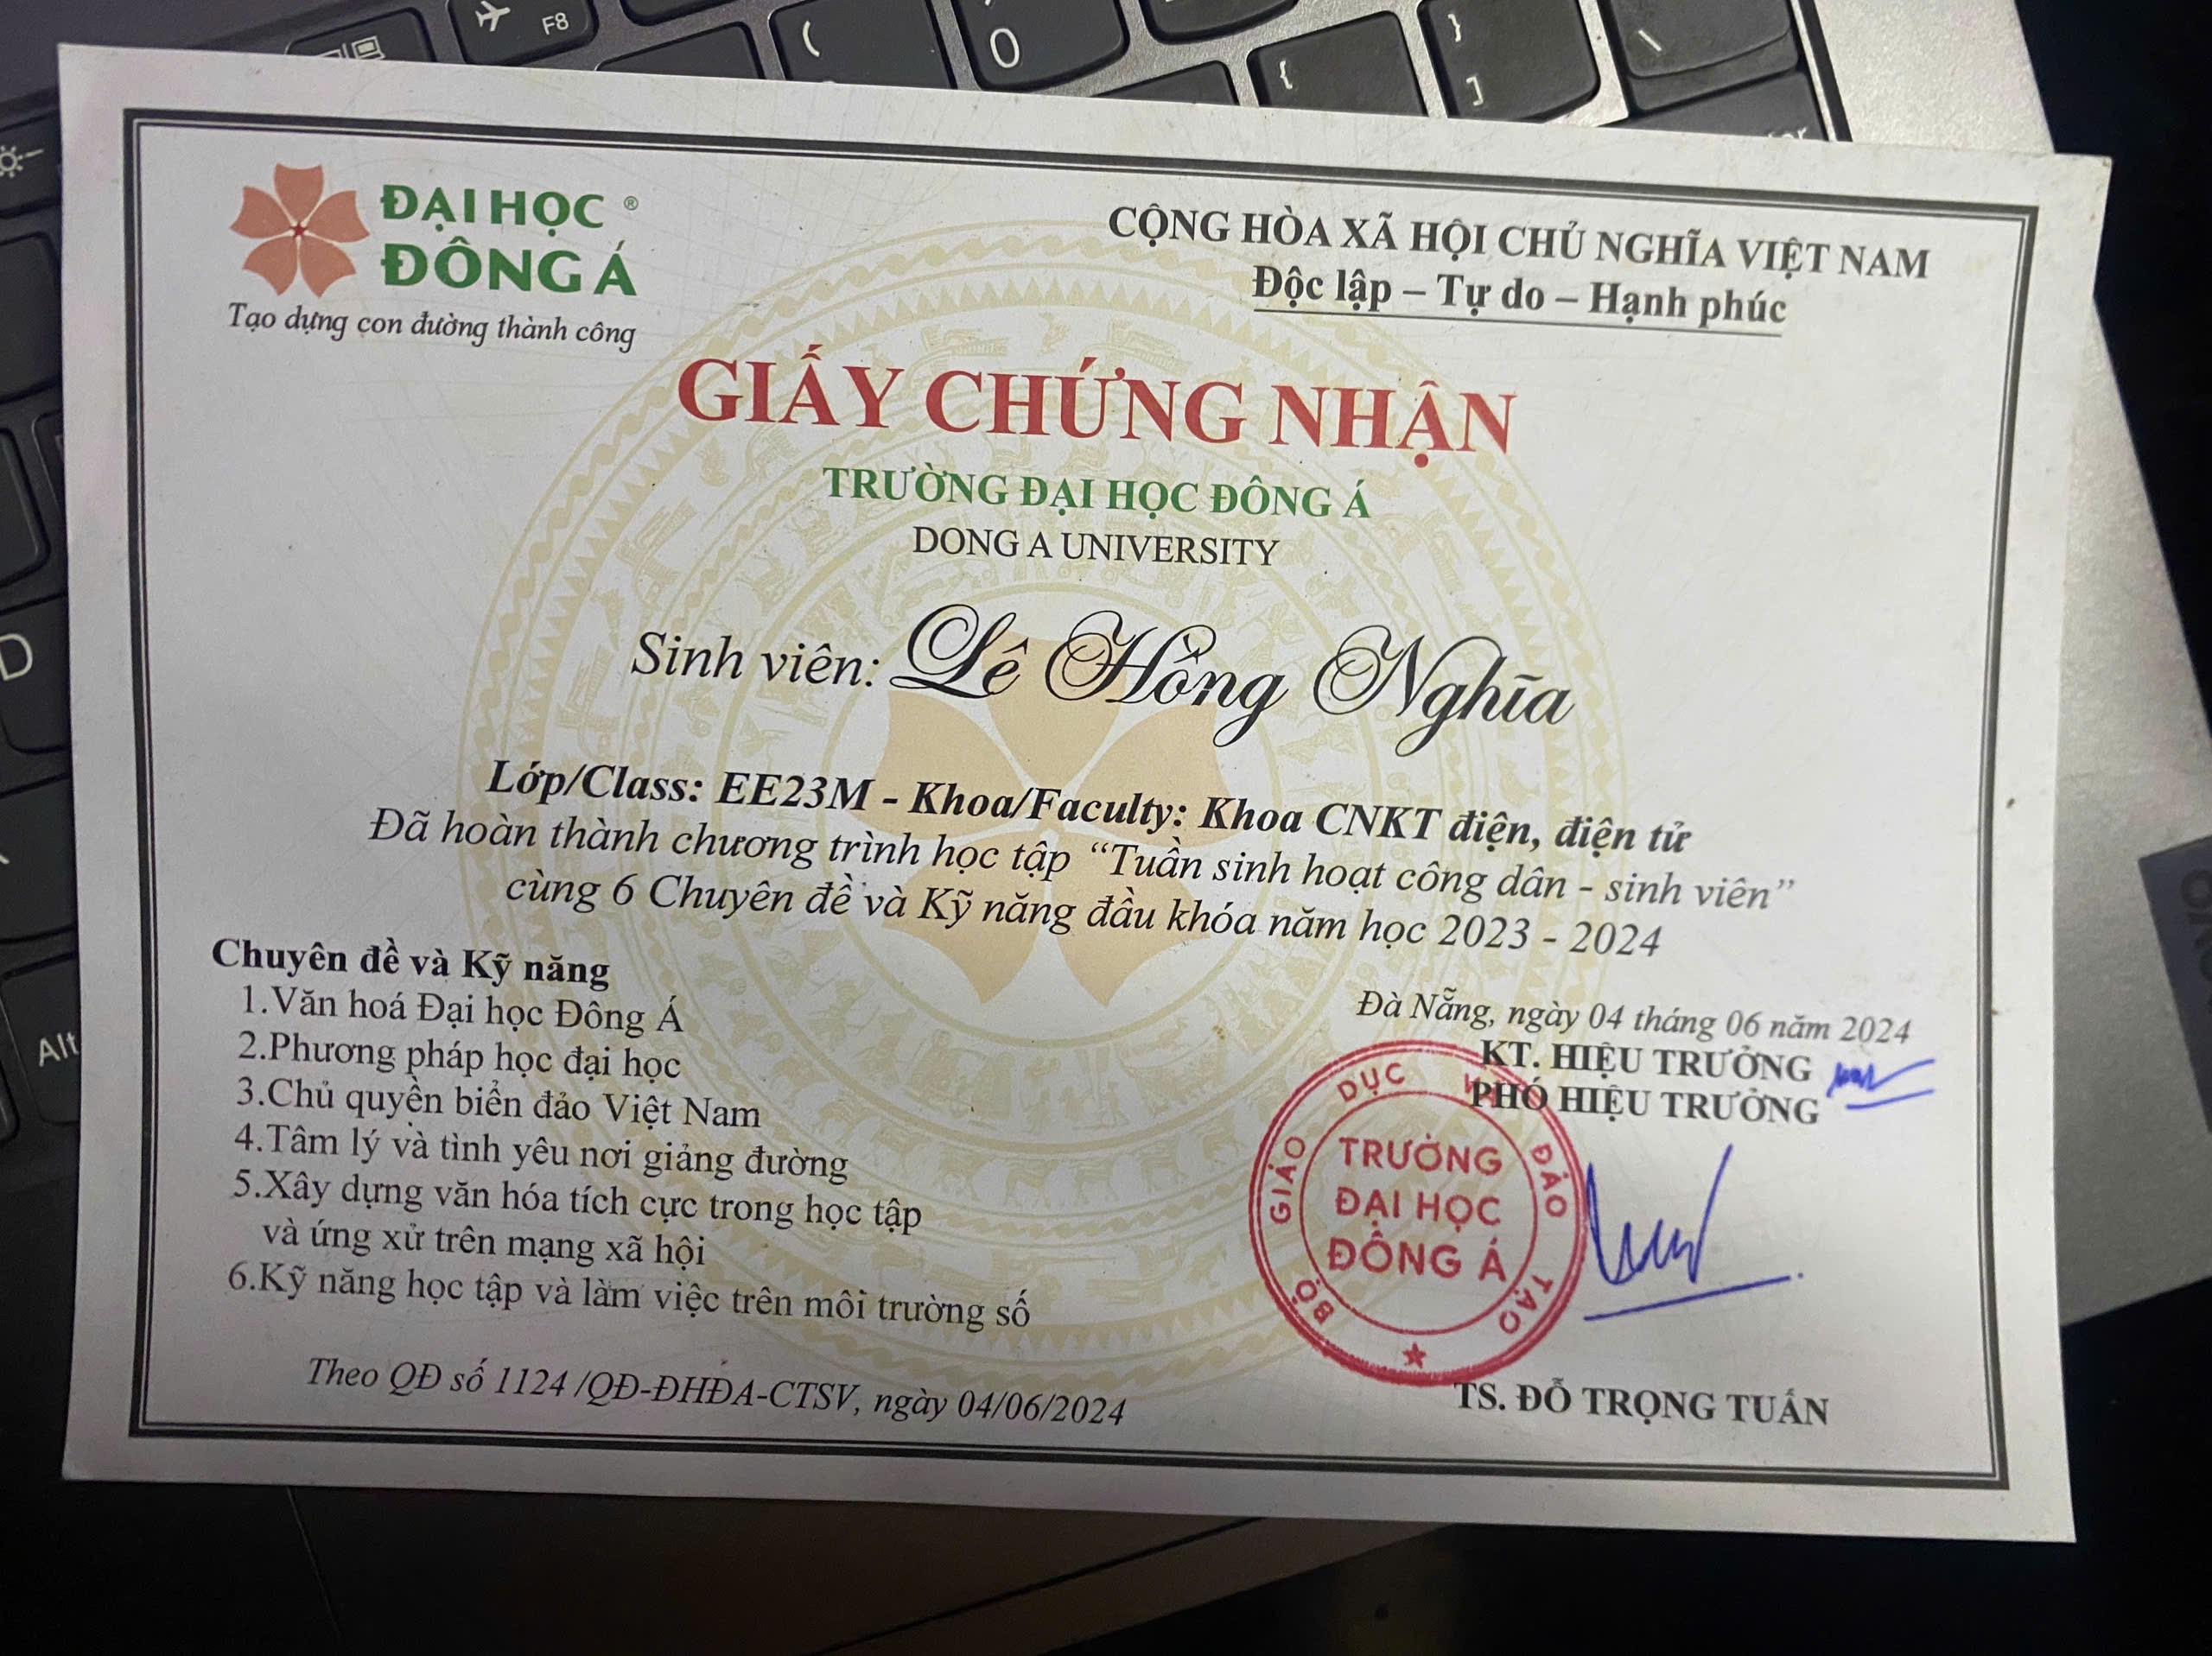 ĐẠI HỌC ®
ĐÔNG Á
Tạo dựng con đường thành công
CỘNG HÒA XÃ HỘI CHỦ NGHĨA VIỆT NAM
Độc lập – Tự do – Hạnh phúc
GIẤY CHỨNG NHẬN
TRƯỜNG ĐẠI HỌC ĐÔNG Á
DONG A UNIVERSITY
Sinh viên: Lê Hồng Nghĩa
Lớp/Class: EE23M - Khoa/Faculty: Khoa CNKT điện, điện tử
Đã hoàn thành chương trình học tập “Tuần sinh hoạt công dân - sinh viên”
cùng 6 Chuyên đề và Kỹ năng đầu khóa năm học 2023 - 2024
Chuyên đề và Kỹ năng
1.Văn hoá Đại học Đông Á
2.Phương pháp học đại học
3.Chủ quyền biển đảo Việt Nam
4.Tâm lý và tình yêu nơi giảng đường
5.Xây dựng văn hóa tích cực trong học tập
và ứng xử trên mạng xã hội
6.Kỹ năng học tập và làm việc trên môi trường số
Theo QĐ số 1124 /QĐ-ĐHĐA-CTSV, ngày 04/06/2024
Đà Nẵng, ngày 04 tháng 06 năm 2024
KT. HIỆU TRƯỞNG
PHÓ HIỆU TRƯỞNG
BỘ GIÁO DỤC VÀ ĐÀO TẠO
TRƯỜNG
ĐẠI HỌC
ĐÔNG Á
TS. ĐỖ TRỌNG TUẤN
F8
(
0
{
}
]
\
D
Alt